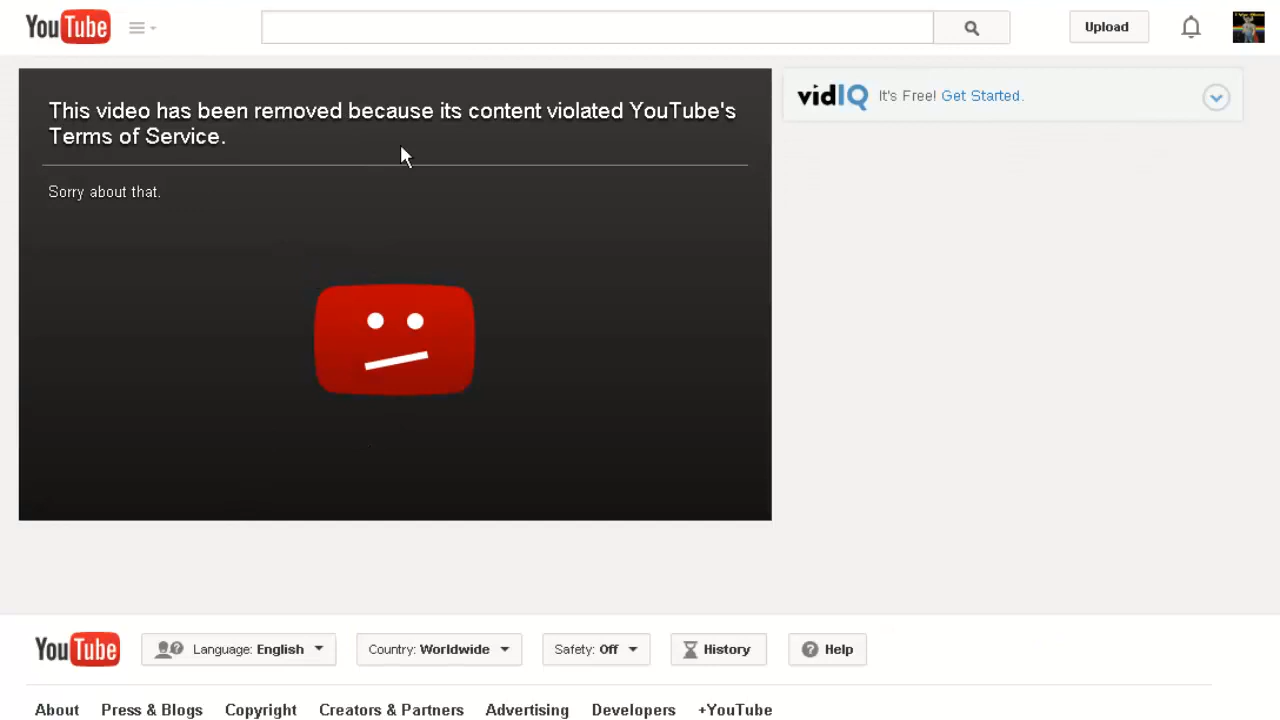 YouTube
Upload
This video has been removed because its content violated YouTube's
Terms of Service.
Sorry about that.
vidIQ It's Free! Get Started.
YouTube
Language: English
Country: Worldwide
Safety: Off
History
Help
About Press & Blogs Copyright Creators & Partners Advertising Developers +YouTube